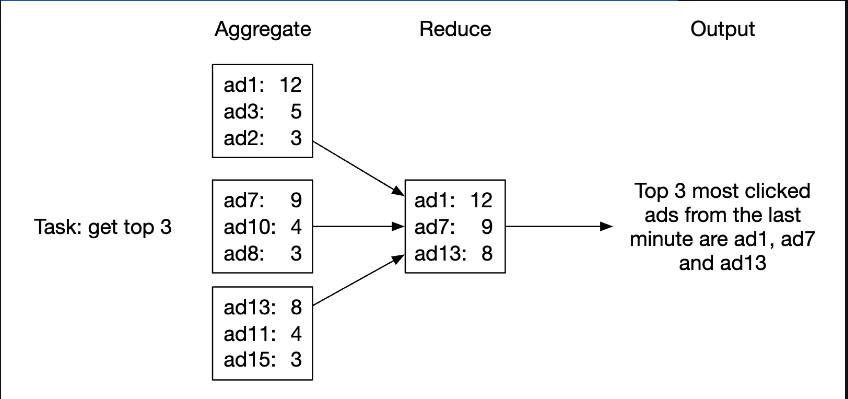 Aggregate
Reduce
Output
Task: get top 3
ad1: 12
ad3: 5
ad2: 3
ad7: 9
ad10: 4
ad8: 3
ad13: 8
ad11: 4
ad15: 3
ad1: 12
ad7: 9
ad13: 8
Top 3 most clicked
ads from the last
minute are ad1, ad7
and ad13